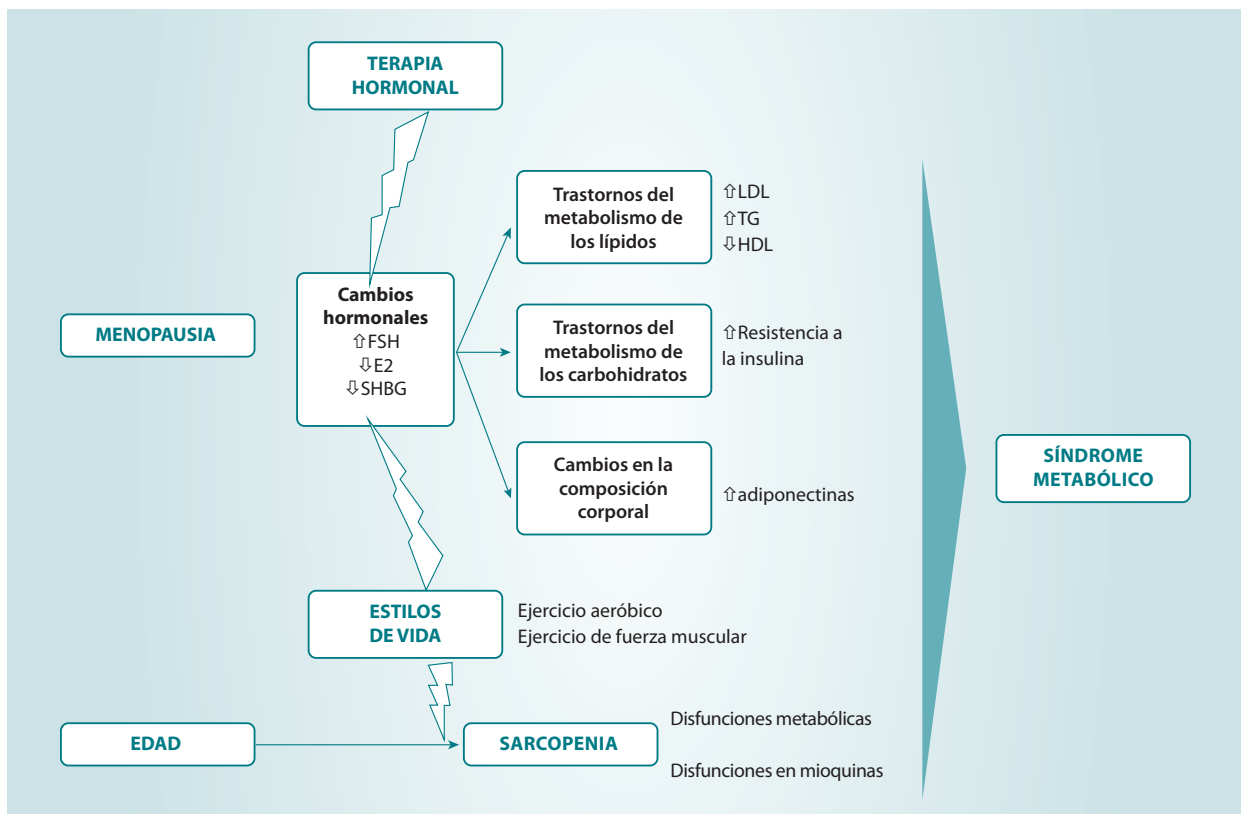 TERAPIA
HORMONAL
Trastornos del
metabolismo de
los lípidos
⇧LDL
⇧TG
⇩HDL
MENOPAUSIA
Cambios
hormonales
⇧FSH
⇩E2
⇩SHBG
Trastornos del
metabolismo de
los carbohidratos
⇧Resistencia a
la insulina
Cambios en la
composición
corporal
⇧adiponectinas
SÍNDROME
METABÓLICO
ESTILOS
DE VIDA
Ejercicio aeróbico
Ejercicio de fuerza muscular
EDAD
SARCOPENIA
Disfunciones metabólicas
Disfunciones en mioquinas